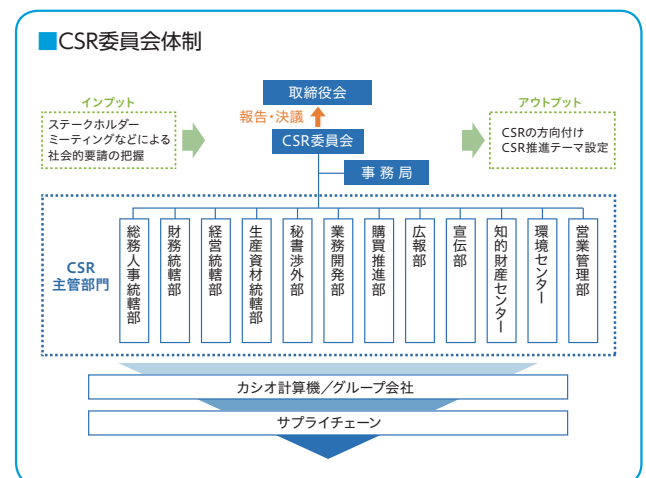 ■CSR委員会体制
取締役会
報告・決議
CSR委員会
事務局
インプット
ステークホルダー
ミーティングなどによる
社会的要請の把握
アウトプット
CSRの方向付け
CSR推進テーマ設定
CSR
主管部門
総務人事統轄部
財務統轄部
経営統轄部
生産資材統轄部
秘書渉外部
業務開発部
購買推進部
広報部
宣伝部
知的財産センター
環境センター
営業管理部
カシオ計算機／グループ会社
サプライチェーン